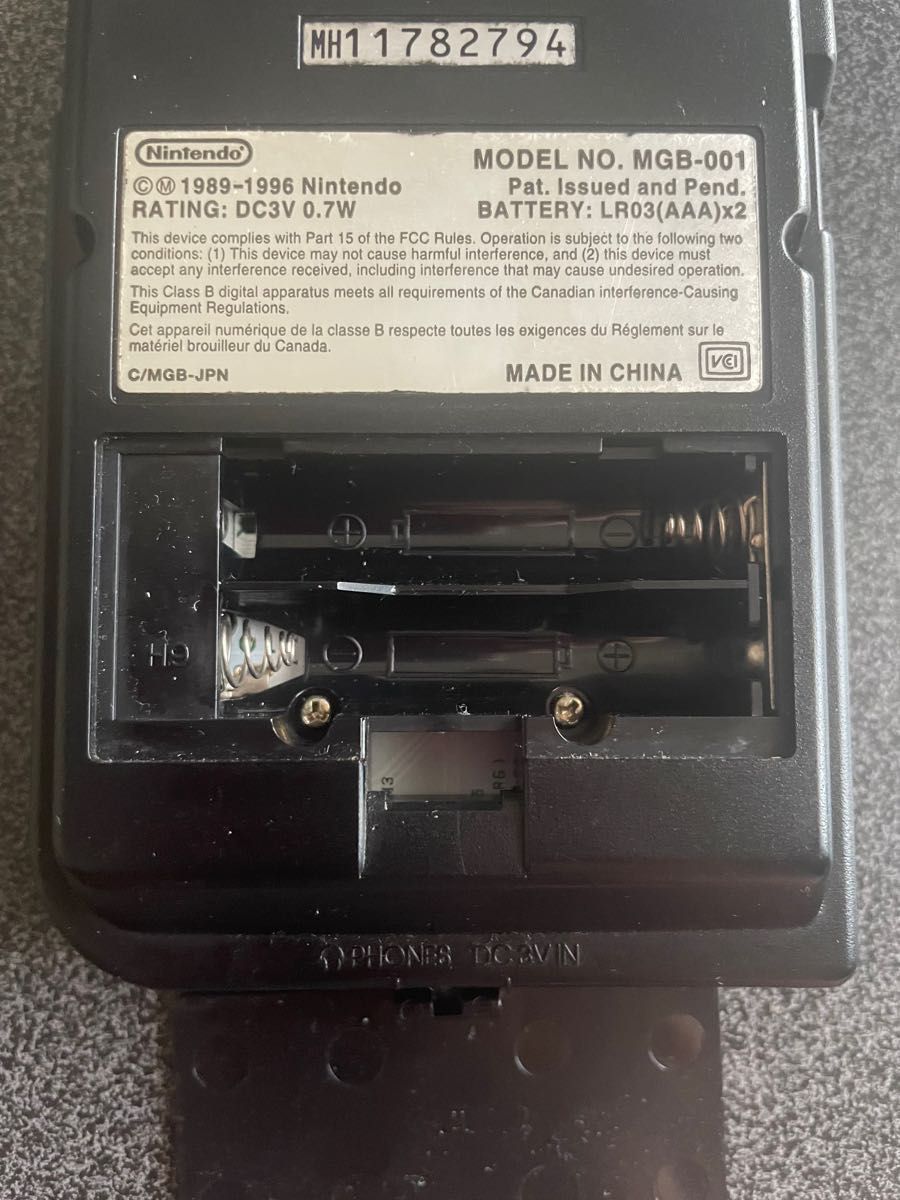 MH11782794
Nintendo®
MODEL NO. MGB-001
©Ⓜ 1989-1996 Nintendo
Pat. Issued and Pend.
RATING: DC3V 0.7W
BATTERY: LR03(AAA)x2
This device complies with Part 15 of the FCC Rules. Operation is subject to the following two
conditions: (1) This device may not cause harmful interference, and (2) this device must
accept any interference received, including interference that may cause undesired operation.
This Class B digital apparatus meets all requirements of the Canadian interference-Causing
Equipment Regulations.
Cet appareil numérique de la classe B respecte toutes les exigences du Réglement sur le
matériel brouilleur du Canada.
C/MGB-JPN
MADE IN CHINA
VCI
+ −
H9
− +
PHONES DC 3V IN